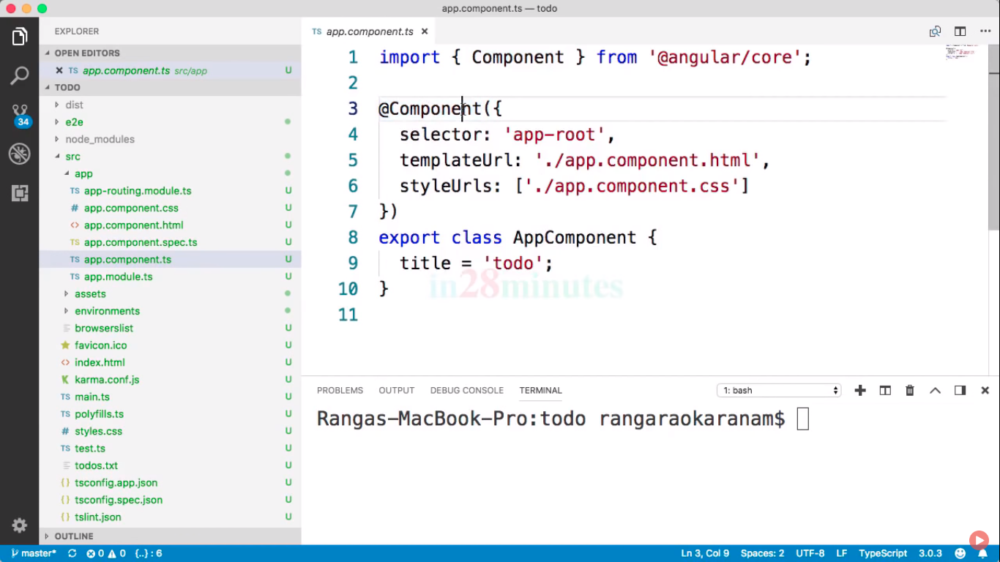 app.component.ts — todo
EXPLORER
OPEN EDITORS
TS app.component.ts src/app U
TODO
dist
e2e
34
node_modules
src
app
TS app-routing.module.ts U
# app.component.css U
<> app.component.html U
TS app.component.spec.ts U
TS app.component.ts U
TS app.module.ts U
assets
environments
browserslist U
favicon.ico U
<> index.html U
karma.conf.js U
TS main.ts U
TS polyfills.ts U
# styles.css U
TS test.ts U
todos.txt U
{} tsconfig.app.json U
{} tsconfig.spec.json U
{} tslint.json U
OUTLINE
TS app.component.ts
1 import { Component } from '@angular/core';
2
3 @Component({
4 selector: 'app-root',
5 templateUrl: './app.component.html',
6 styleUrls: ['./app.component.css']
7 })
8 export class AppComponent {
9 title = 'todo';
in28minutes
10 }
11
PROBLEMS OUTPUT DEBUG CONSOLE TERMINAL 1: bash
Rangas-MacBook-Pro:todo rangaraokaranam$
master* 0 0 {..} : 6 Ln 3, Col 9 Spaces: 2 UTF-8 LF TypeScript 3.0.3